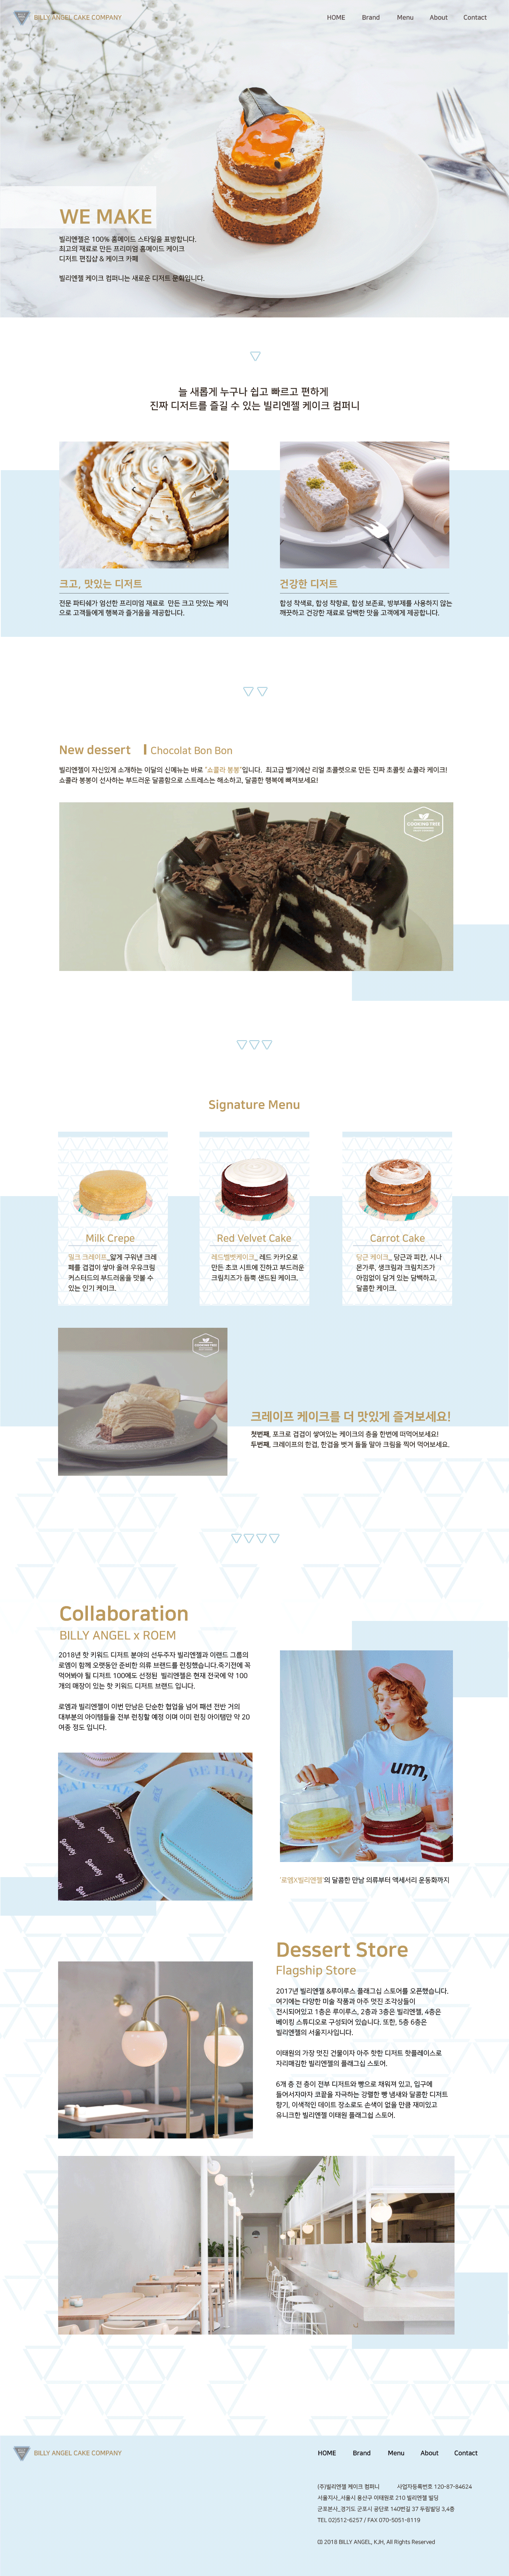 BILLY ANGEL CAKE COMPANY
HOME Brand Menu About Contact
WE MAKE
빌리엔젤은 100% 홈메이드 스타일을 표방합니다.
최고의 재료로 만든 프리미엄 홈메이드 케이크
디저트 편집샵 & 케이크 카페
빌리엔젤 케이크 컴퍼니는 새로운 디저트 문화입니다.
늘 새롭게 누구나 쉽고 빠르고 편하게
진짜 디저트를 즐길 수 있는 빌리엔젤 케이크 컴퍼니
크고, 맛있는 디저트
전문 파티쉐가 엄선한 프리미엄 재료로 만든 크고 맛있는 케익
으로 고객들에게 행복과 즐거움을 제공합니다.
건강한 디저트
합성 착색료, 합성 착향료, 합성 보존료, 방부제를 사용하지 않는
깨끗하고 건강한 재료로 담백한 맛을 고객에게 제공합니다.
New dessert Chocolat Bon Bon
빌리엔젤이 자신있게 소개하는 이달의 신메뉴는 바로 '쇼콜라 봉봉'입니다. 최고급 벨기에산 리얼 초콜렛으로 만든 진짜 초콜릿 쇼콜라 케이크!
쇼콜라 봉봉이 선사하는 부드러운 달콤함으로 스트레스는 해소하고, 달콤한 행복에 빠져보세요!
COOKING TREE
Signature Menu
Milk Crepe
밀크 크레이프_얇게 구워낸 크레
페를 겹겹이 쌓아 올려 우유크림
커스터드의 부드러움을 맛볼 수
있는 인기 케이크.
Red Velvet Cake
레드벨벳케이크_ 레드 카카오로
만든 초코 시트에 진하고 부드러운
크림치즈가 듬뿍 샌드된 케이크.
Carrot Cake
당근 케이크_ 당근과 피칸, 시나
몬가루, 생크림과 크림치즈가
아낌없이 담겨 있는 담백하고,
달콤한 케이크.
COOKING TREE
크레이프 케이크를 더 맛있게 즐겨보세요!
첫번째, 포크로 겹겹이 쌓여있는 케이크의 층을 한번에 떠먹어보세요!
두번째, 크레이프의 한겹, 한겹을 벗겨 돌돌 말아 크림을 찍어 먹어보세요.
Collaboration
BILLY ANGEL x ROEM
2018년 핫 키워드 디저트 분야의 선두주자 빌리엔젤과 이랜드 그룹의
로엠이 함께 오랫동안 준비한 의류 브랜드를 런칭했습니다.죽기전에 꼭
먹어봐야 될 디저트 100에도 선정된 빌리엔젤은 현재 전국에 약 100
개의 매장이 있는 핫 키워드 디저트 브랜드 입니다.
로엠과 빌리엔젤이 이번 만남은 단순한 협업을 넘어 패션 전반 거의
대부분의 아이템들을 전부 런징할 예정 이며 이미 런징 아이템만 약 20
여종 정도 입니다.
yum,
'로엠X빌리엔젤'의 달콤한 만남 의류부터 액세서리 운동화까지
Dessert Store
Flagship Store
2017년 빌리엔젤 &루이루스 플래그십 스토어를 오픈했습니다.
여기에는 다양한 미술 작품과 아주 멋진 조각상들이
전시되어있고 1층은 루이루스, 2층과 3층은 빌리엔젤, 4층은
베이킹 스튜디오로 구성되어 있습니다. 또한, 5층 6층은
빌리엔젤의 서울지사입니다.
이태원의 가장 멋진 건물이자 아주 핫한 디저트 핫플레이스로
자리매김한 빌리엔젤의 플래그십 스토어.
6개 층 전 층이 전부 디저트와 빵으로 채워져 있고, 입구에
들어서자마자 코끝을 자극하는 강렬한 빵 냄새와 달콤한 디저트
향기, 이색적인 데이트 장소로도 손색이 없을 만큼 재미있고
유니크한 빌리엔젤 이태원 플래그쉽 스토어.
BILLY ANGEL CAKE COMPANY
HOME Brand Menu About Contact
(주)빌리엔젤 케이크 컴퍼니 사업자등록번호 120-87-84624
서울지사_서울시 용산구 이태원로 210 빌리엔젤 빌딩
군포본사_경기도 군포시 공단로 140번길 37 두림빌딩 3,4층
TEL 02)512-6257 / FAX 070-5051-8119
© 2018 BILLY ANGEL, KJH, All Rights Reserved